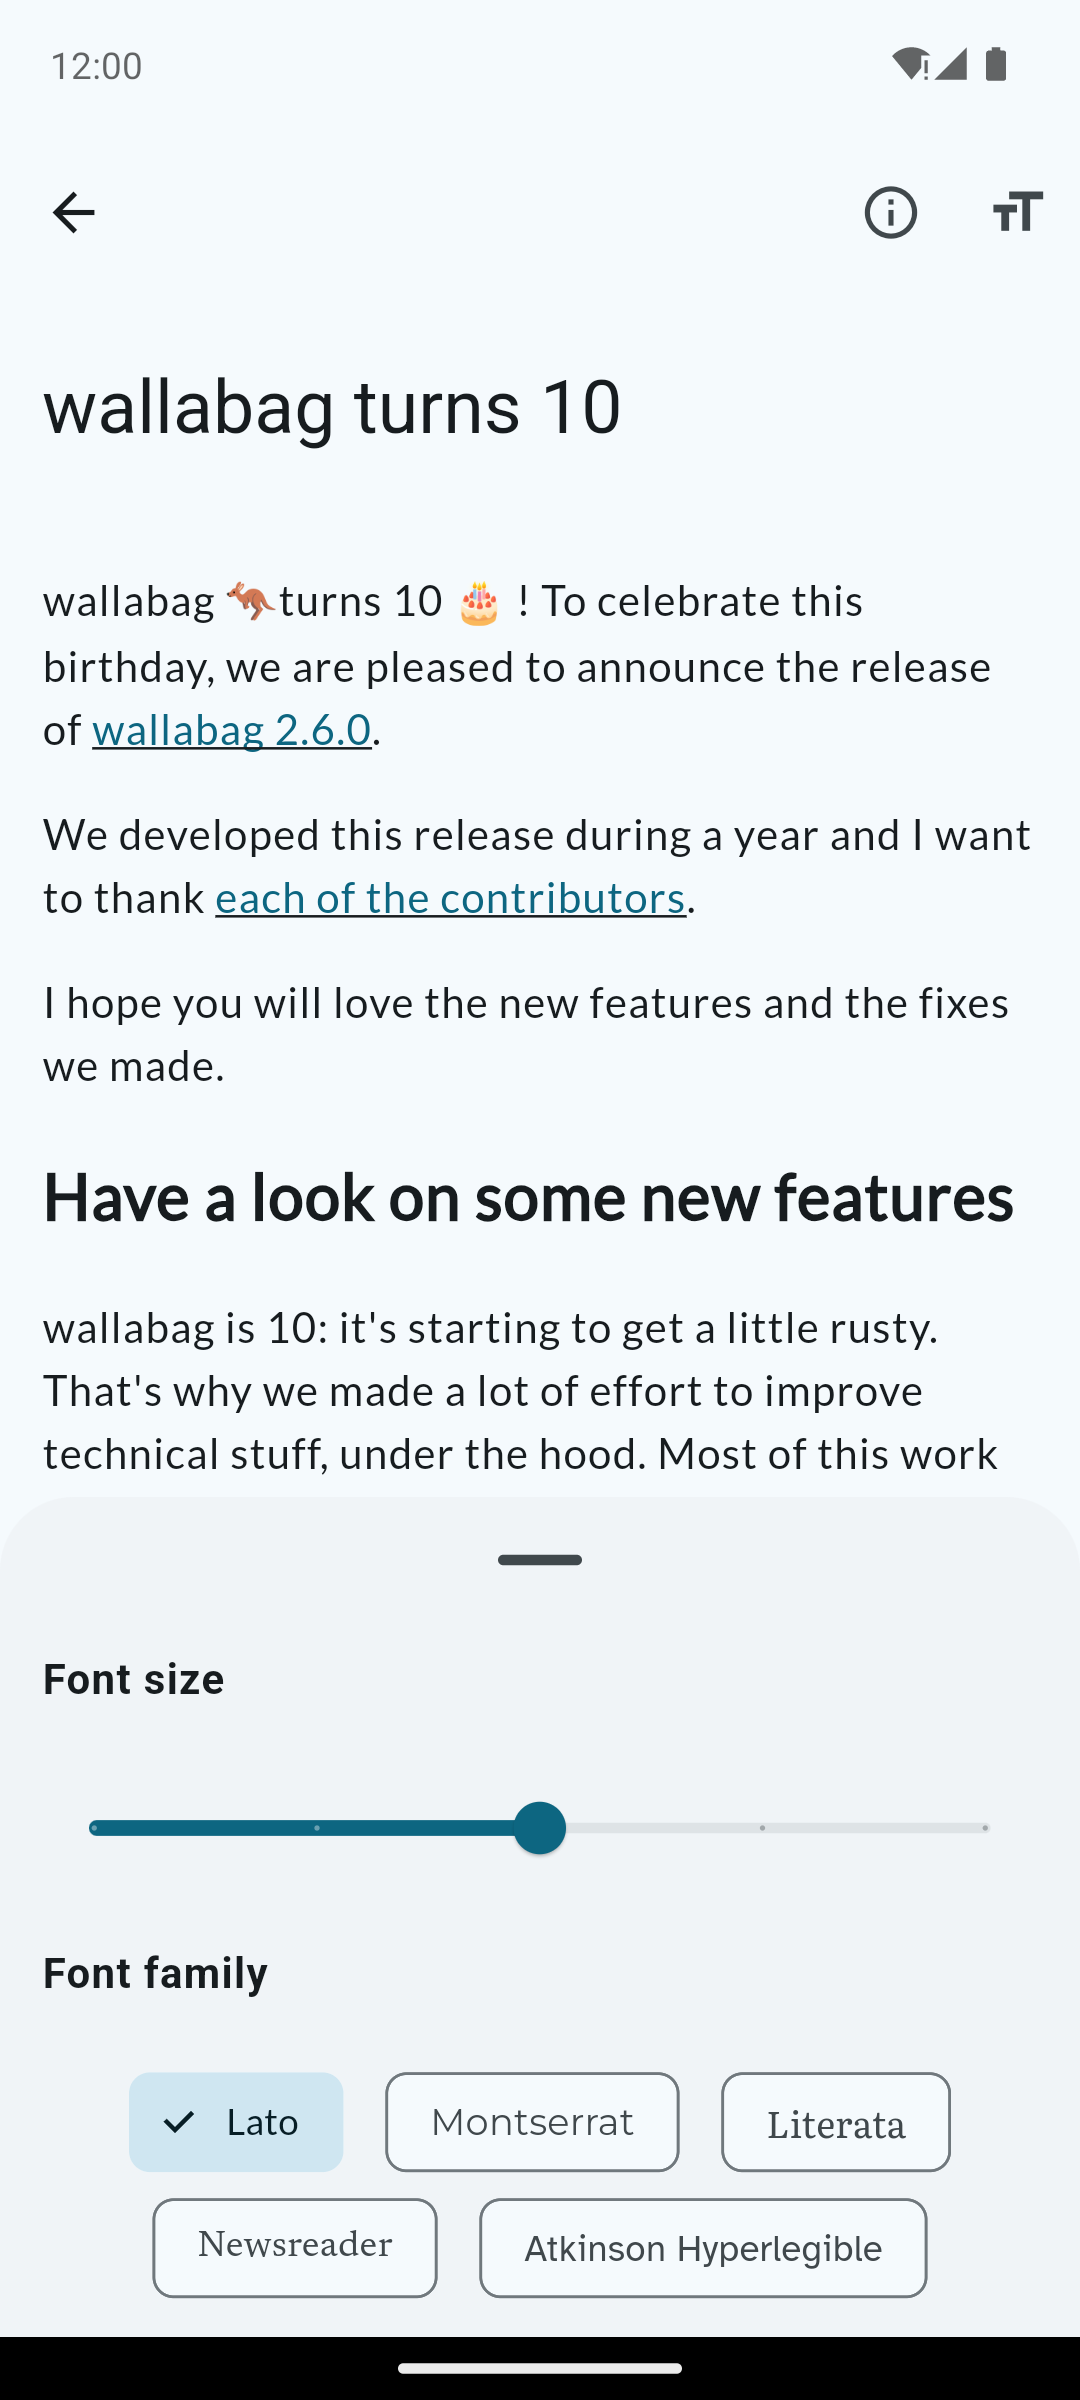 12:00
wallabag turns 10
wallabag 🦘turns 10 🎂 ! To celebrate this
birthday, we are pleased to announce the release
of wallabag 2.6.0.
We developed this release during a year and I want
to thank each of the contributors.
I hope you will love the new features and the fixes
we made.
Have a look on some new features
wallabag is 10: it's starting to get a little rusty.
That's why we made a lot of effort to improve
technical stuff, under the hood. Most of this work
Font size
Font family
Lato
Montserrat
Literata
Newsreader
Atkinson Hyperlegible